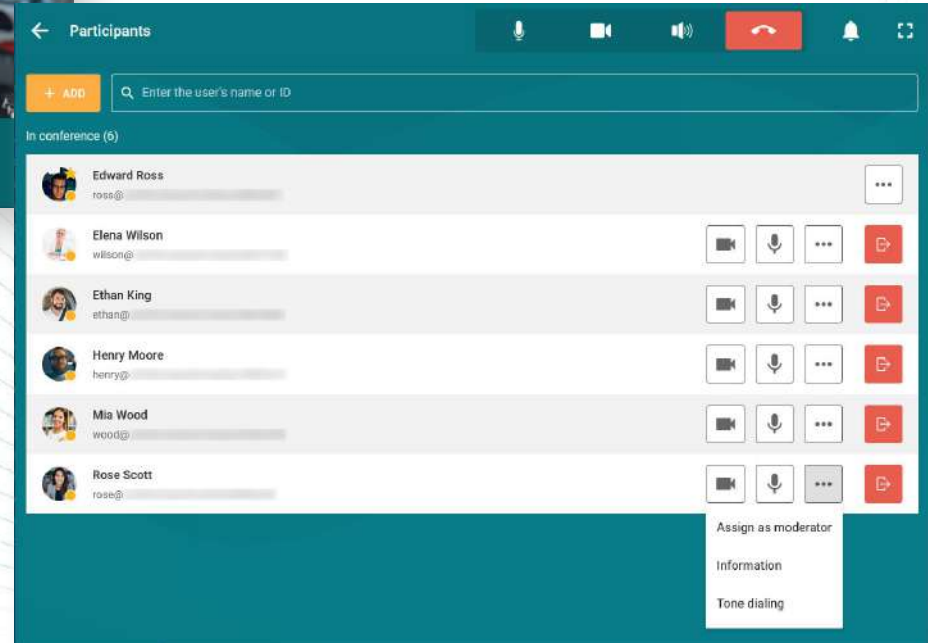 Participants
+ ADD
Enter the user's name or ID
In conference (6)
Edward Ross
ross@
Elena Wilson
wilson@
Ethan King
ethan@
Henry Moore
henry@
Mia Wood
wood@
Rose Scott
rose@
Assign as moderator
Information
Tone dialing